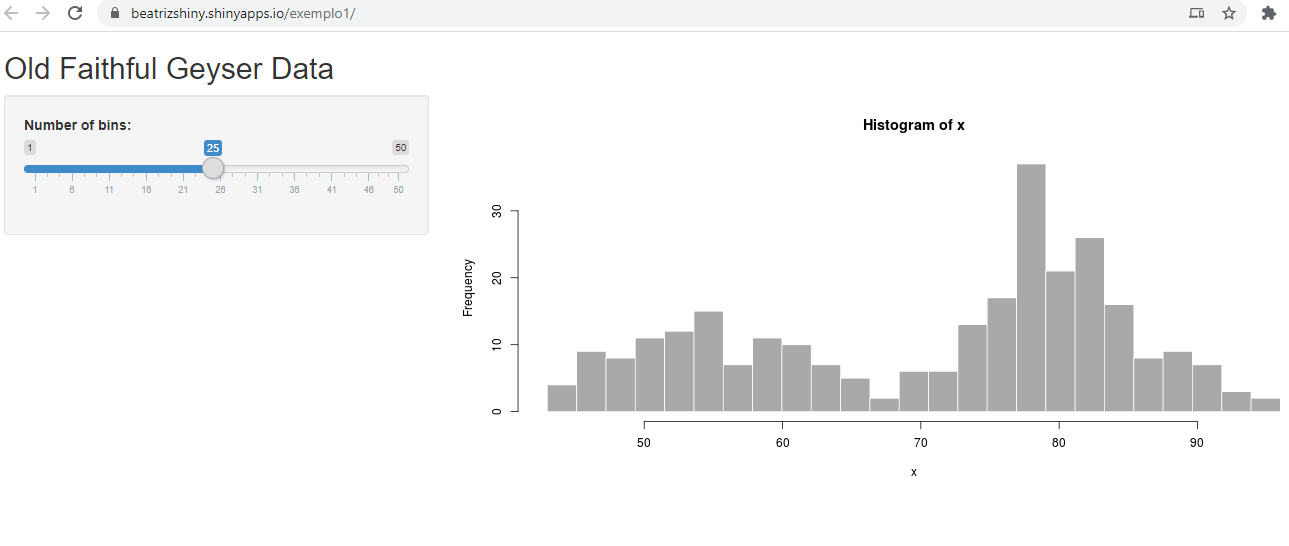 beatrizshiny.shinyapps.io/exemplo1/
Old Faithful Geyser Data
Number of bins:
1 25 50
1 6 11 16 21 26 31 36 41 46 50
Histogram of x
Frequency
30
20
10
0
50 60 70 80 90
x